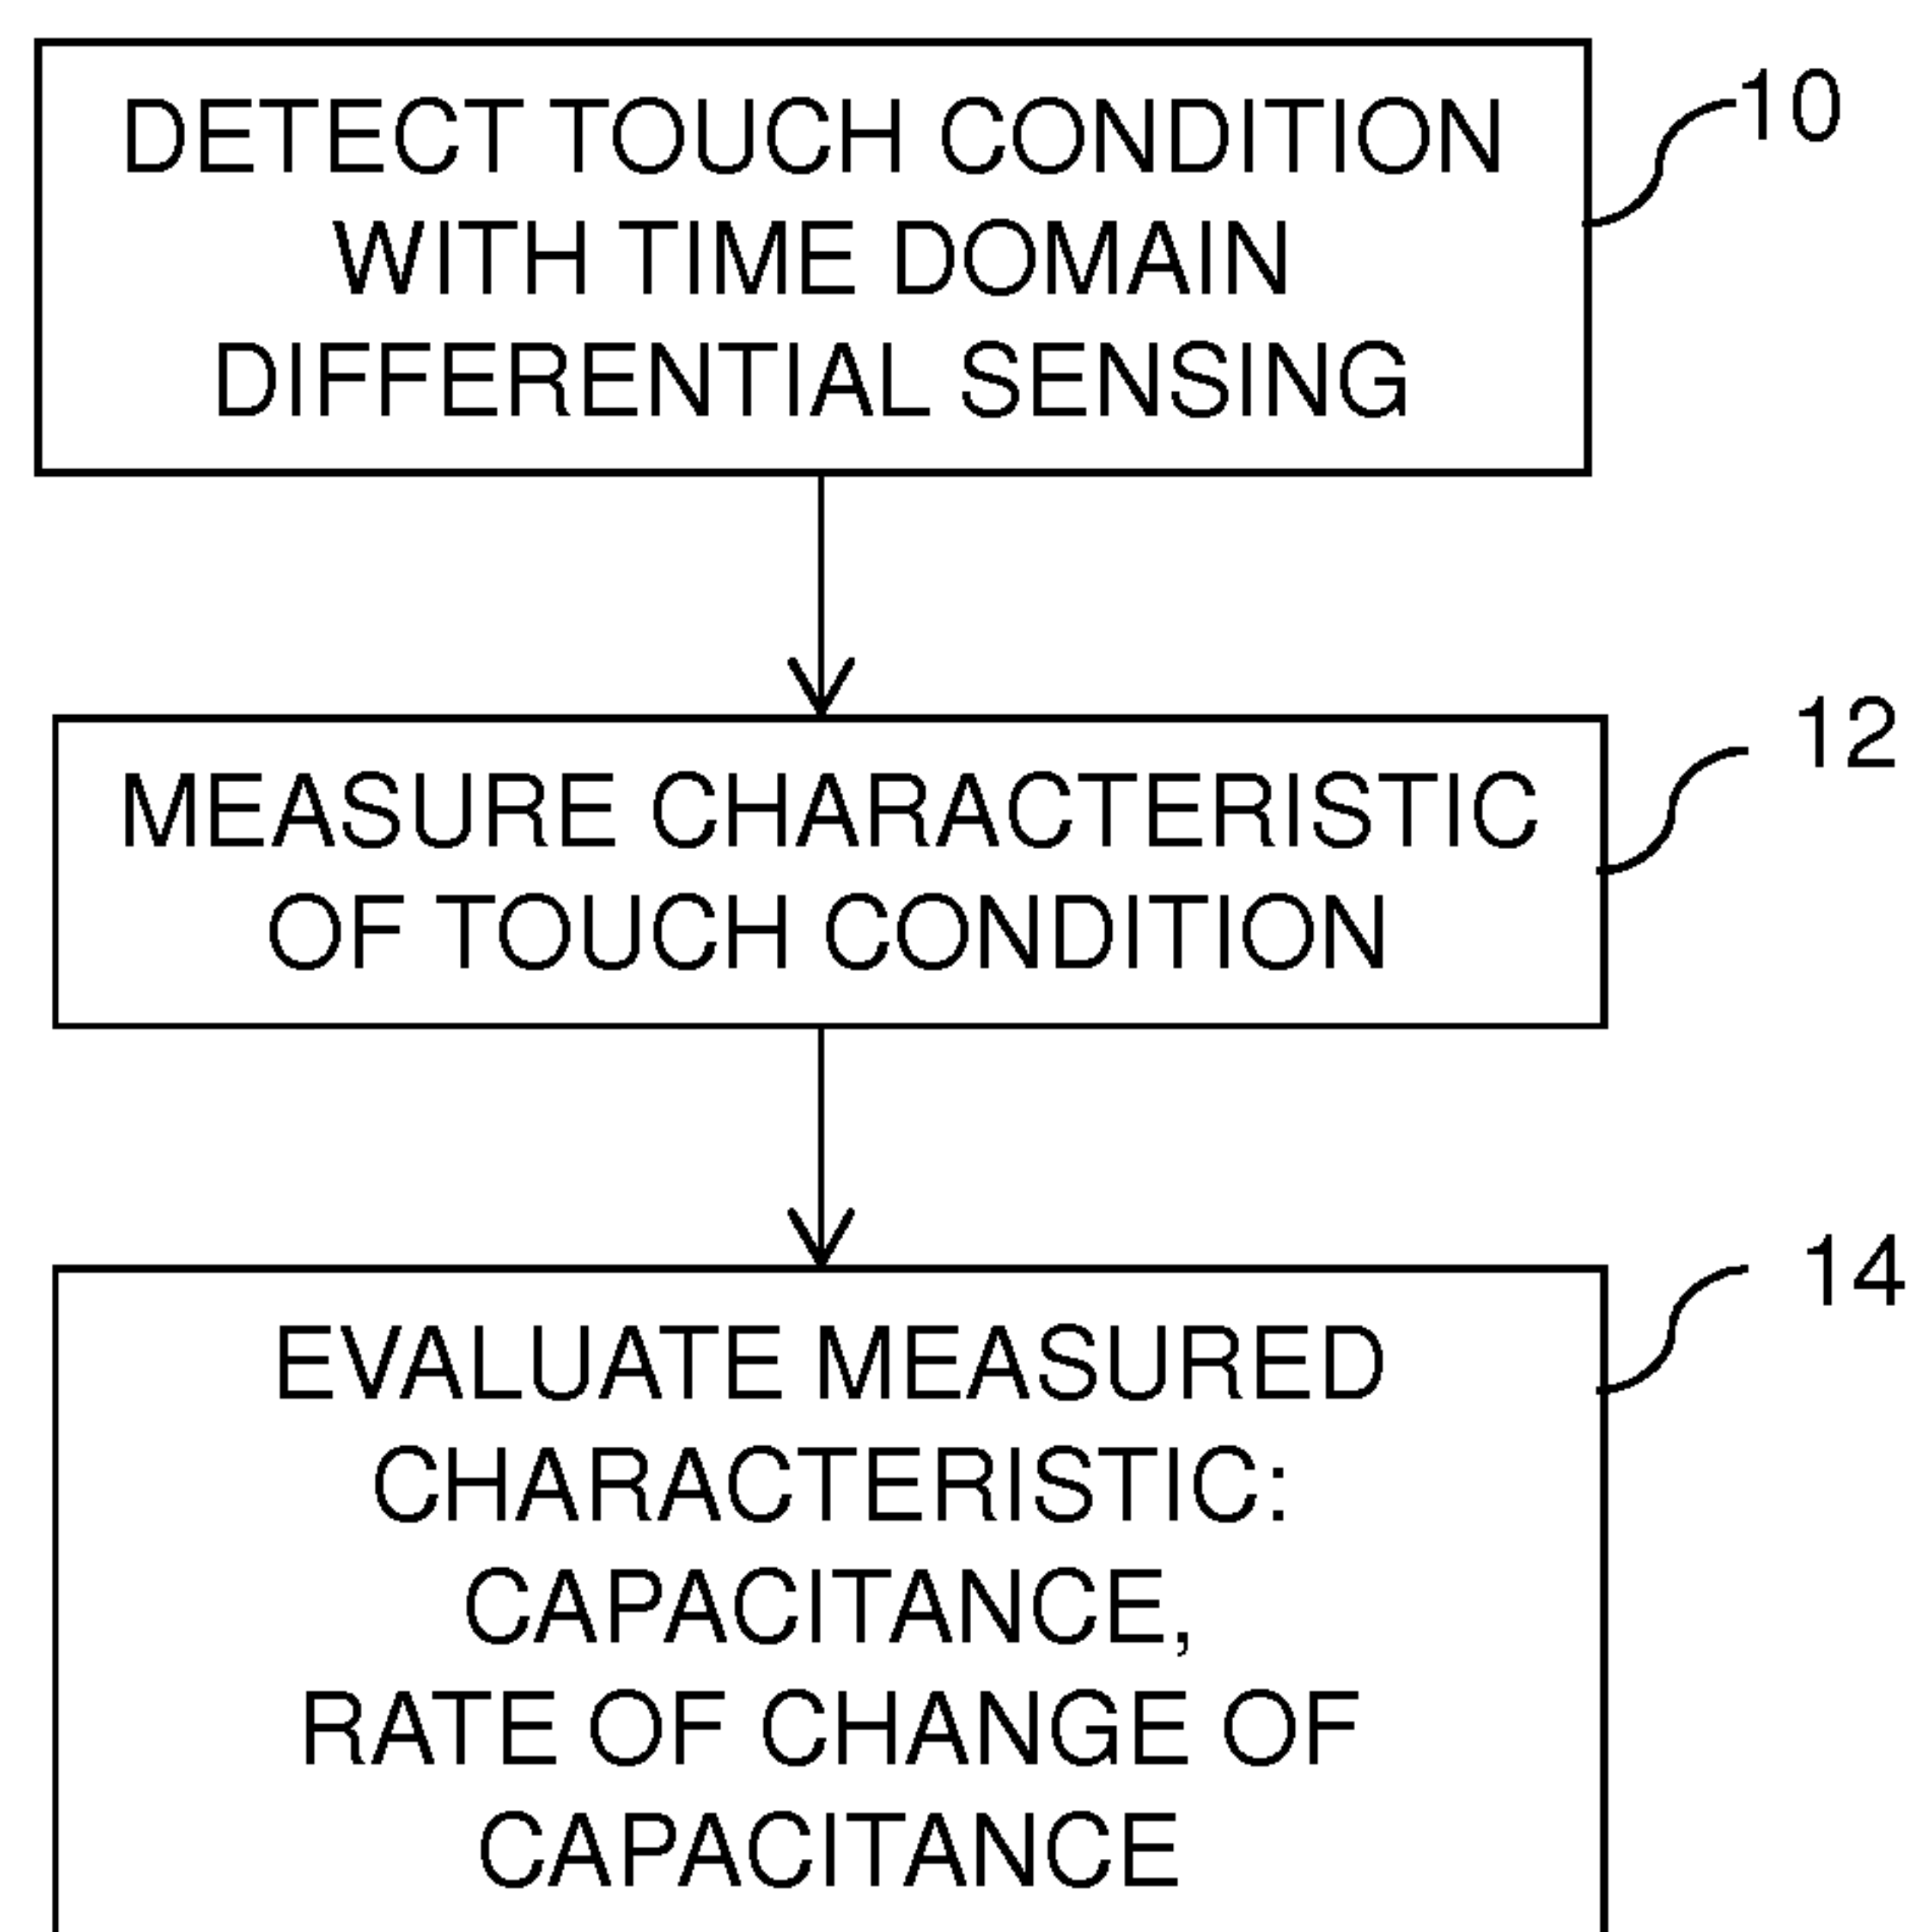 DETECT TOUCH CONDITION
WITH TIME DOMAIN
DIFFERENTIAL SENSING
10
MEASURE CHARACTERISTIC
OF TOUCH CONDITION
12
EVALUATE MEASURED
CHARACTERISTIC:
CAPACITANCE,
RATE OF CHANGE OF
CAPACITANCE
14